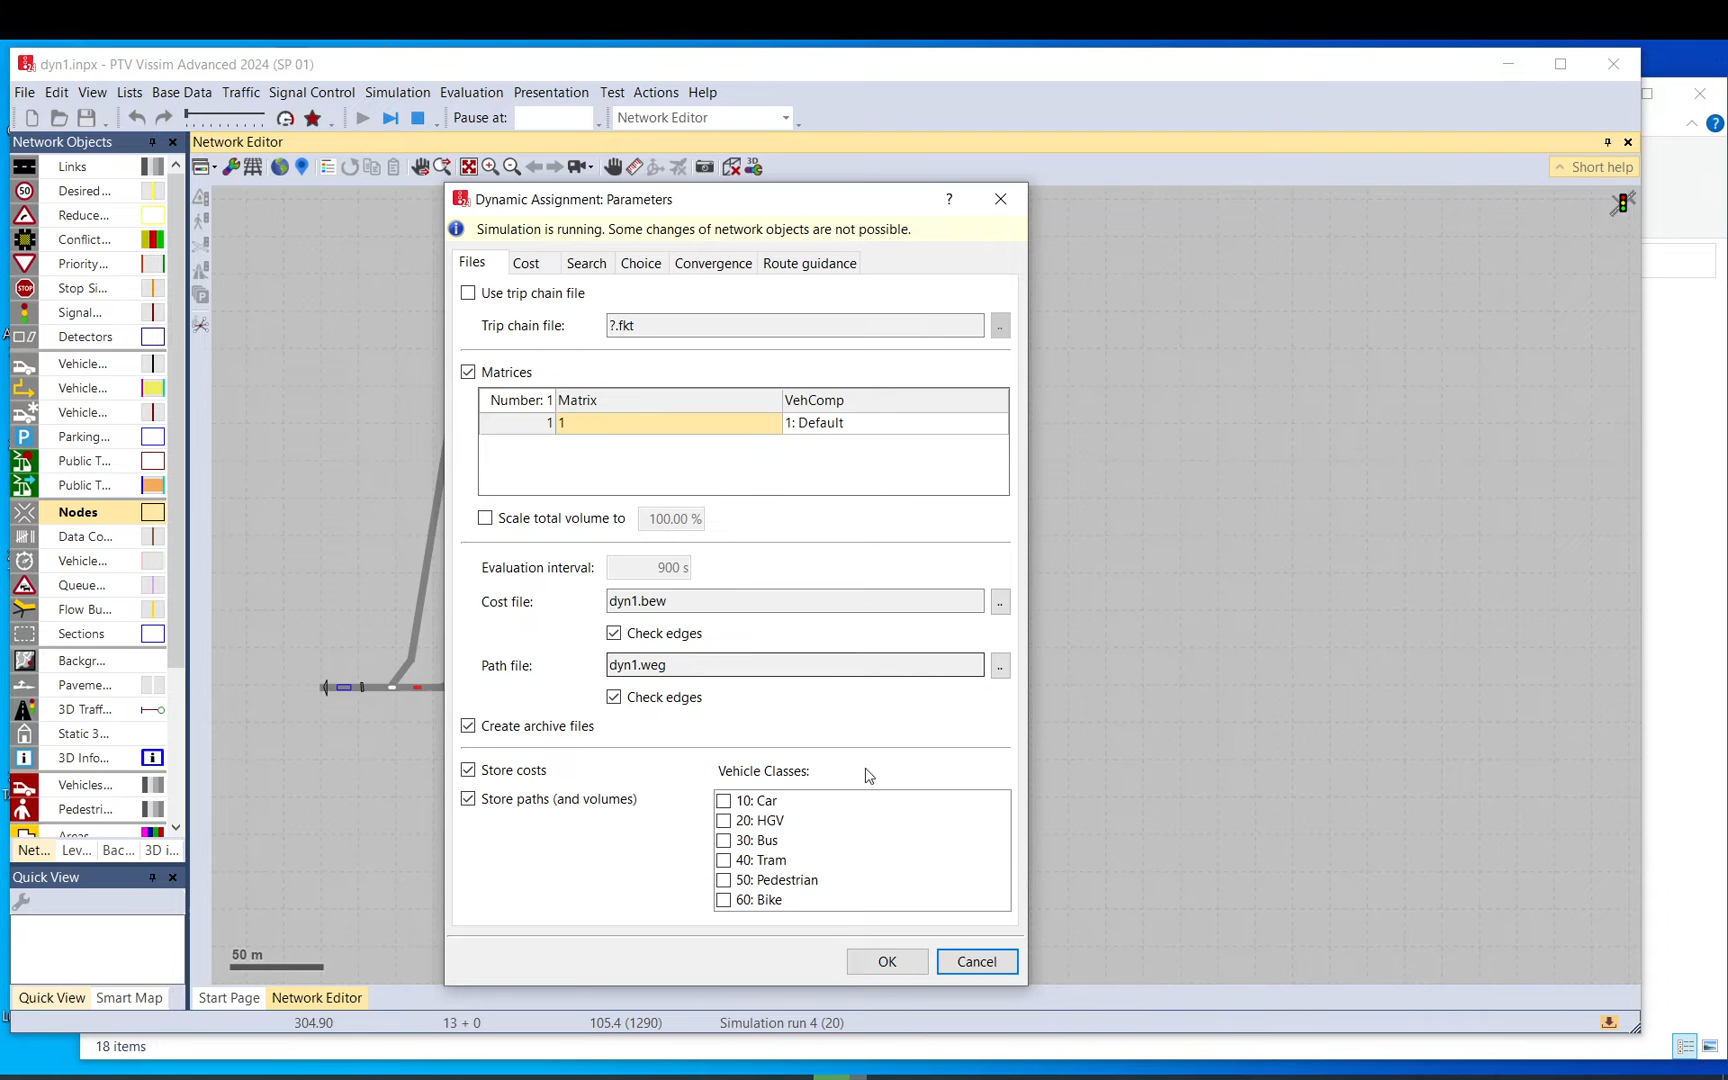 dyn1.inpx - PTV Vissim Advanced 2024 (SP 01)
File Edit View Lists Base Data Traffic Signal Control Simulation Evaluation Presentation Test Actions Help
Pause at: Network Editor
Network Objects
Network Editor
Short help
Links
Desired ...
Reduce...
Conflict...
Priority...
Stop Si...
Signal...
Detectors
Vehicle...
Vehicle...
Vehicle...
Parking...
Public T...
Public T...
Nodes
Data Co...
Vehicle...
Queue...
Flow Bu...
Sections
Backgr...
Paveme...
3D Traff...
Static 3...
3D Info...
Vehicles...
Pedestri...
Areas
Net... Lev... Bac... 3D i...
Quick View
Quick View Smart Map
Dynamic Assignment: Parameters
Simulation is running. Some changes of network objects are not possible.
Files Cost Search Choice Convergence Route guidance
Use trip chain file
Trip chain file: ?.fkt ..
Matrices
Number: 1 Matrix VehComp
1 1 1: Default
Scale total volume to 100.00 %
Evaluation interval: 900 s
Cost file: dyn1.bew ..
Check edges
Path file: dyn1.weg ..
Check edges
Create archive files
Store costs
Store paths (and volumes)
Vehicle Classes:
10: Car
20: HGV
30: Bus
40: Tram
50: Pedestrian
60: Bike
OK Cancel
50 m
Start Page Network Editor
304.90 13 + 0 105.4 (1290) Simulation run 4 (20)
18 items